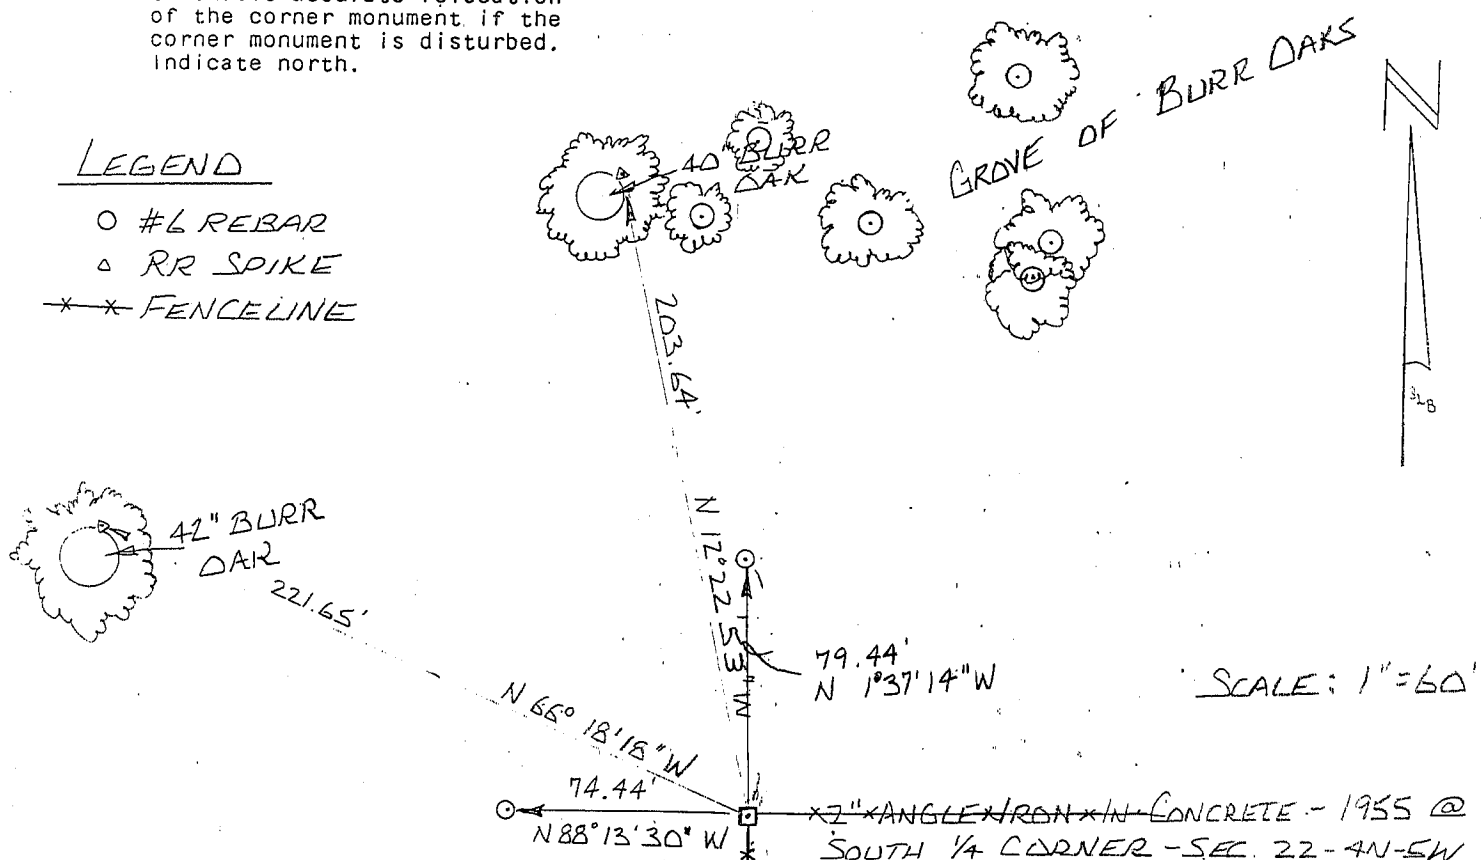 of the corner monument if the
corner monument is disturbed.
Indicate north.
LEGEND
#6 REBAR
RR SPIKE
FENCELINE
40" BURR
OAK
GROVE OF BURR OAKS
N
203.64'
N 12°22'53" W
42" BURR
OAK
221.65'
N 66° 18'18" W
79.44'
N 1°37'14" W
SCALE: 1"=60'
74.44'
N 88°13'30" W
2" ANGLE IRON IN CONCRETE - 1955 @
SOUTH 1/4 CORNER - SEC. 22-4N-5W